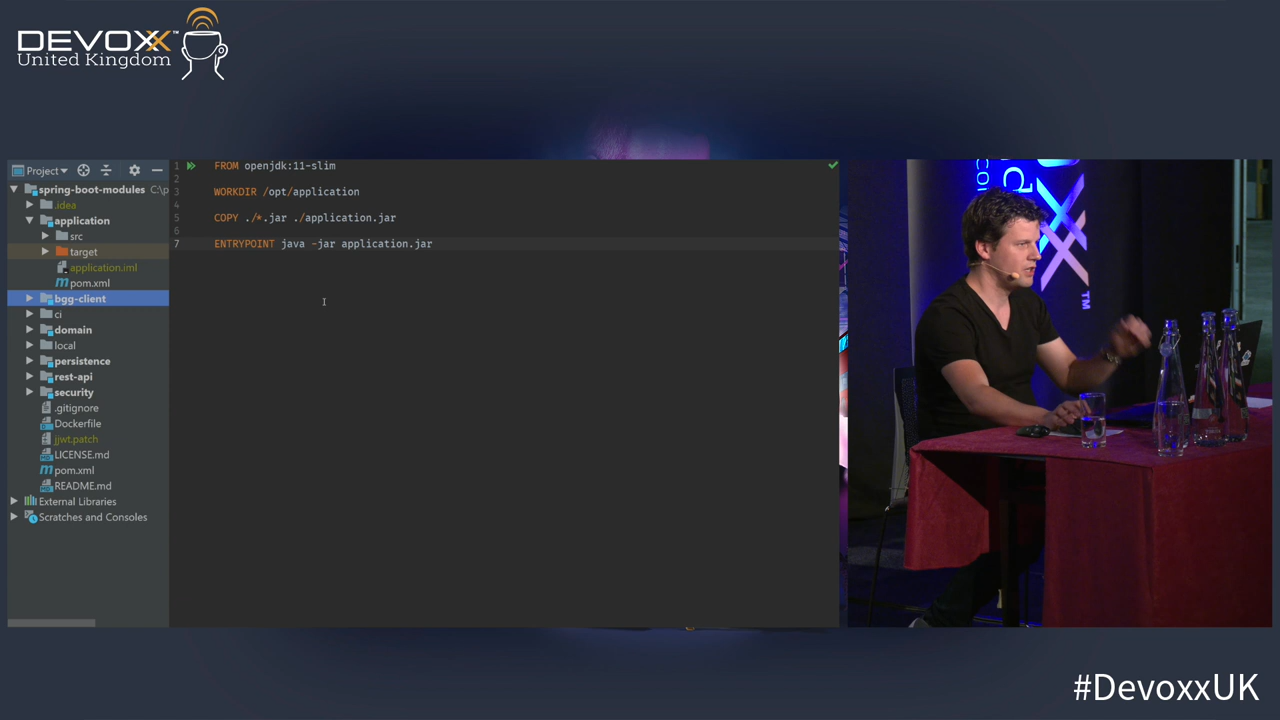 DEVOXX™
United Kingdom
Project
spring-boot-modules C:\p
.idea
application
src
target
application.iml
pom.xml
bgg-client
ci
domain
local
persistence
rest-api
security
.gitignore
Dockerfile
jjwt.patch
LICENSE.md
pom.xml
README.md
External Libraries
Scratches and Consoles
1 FROM openjdk:11-slim
2
3 WORKDIR /opt/application
4
5 COPY ./*.jar ./application.jar
6
7 ENTRYPOINT java -jar application.jar
TM
#DevoxxUK